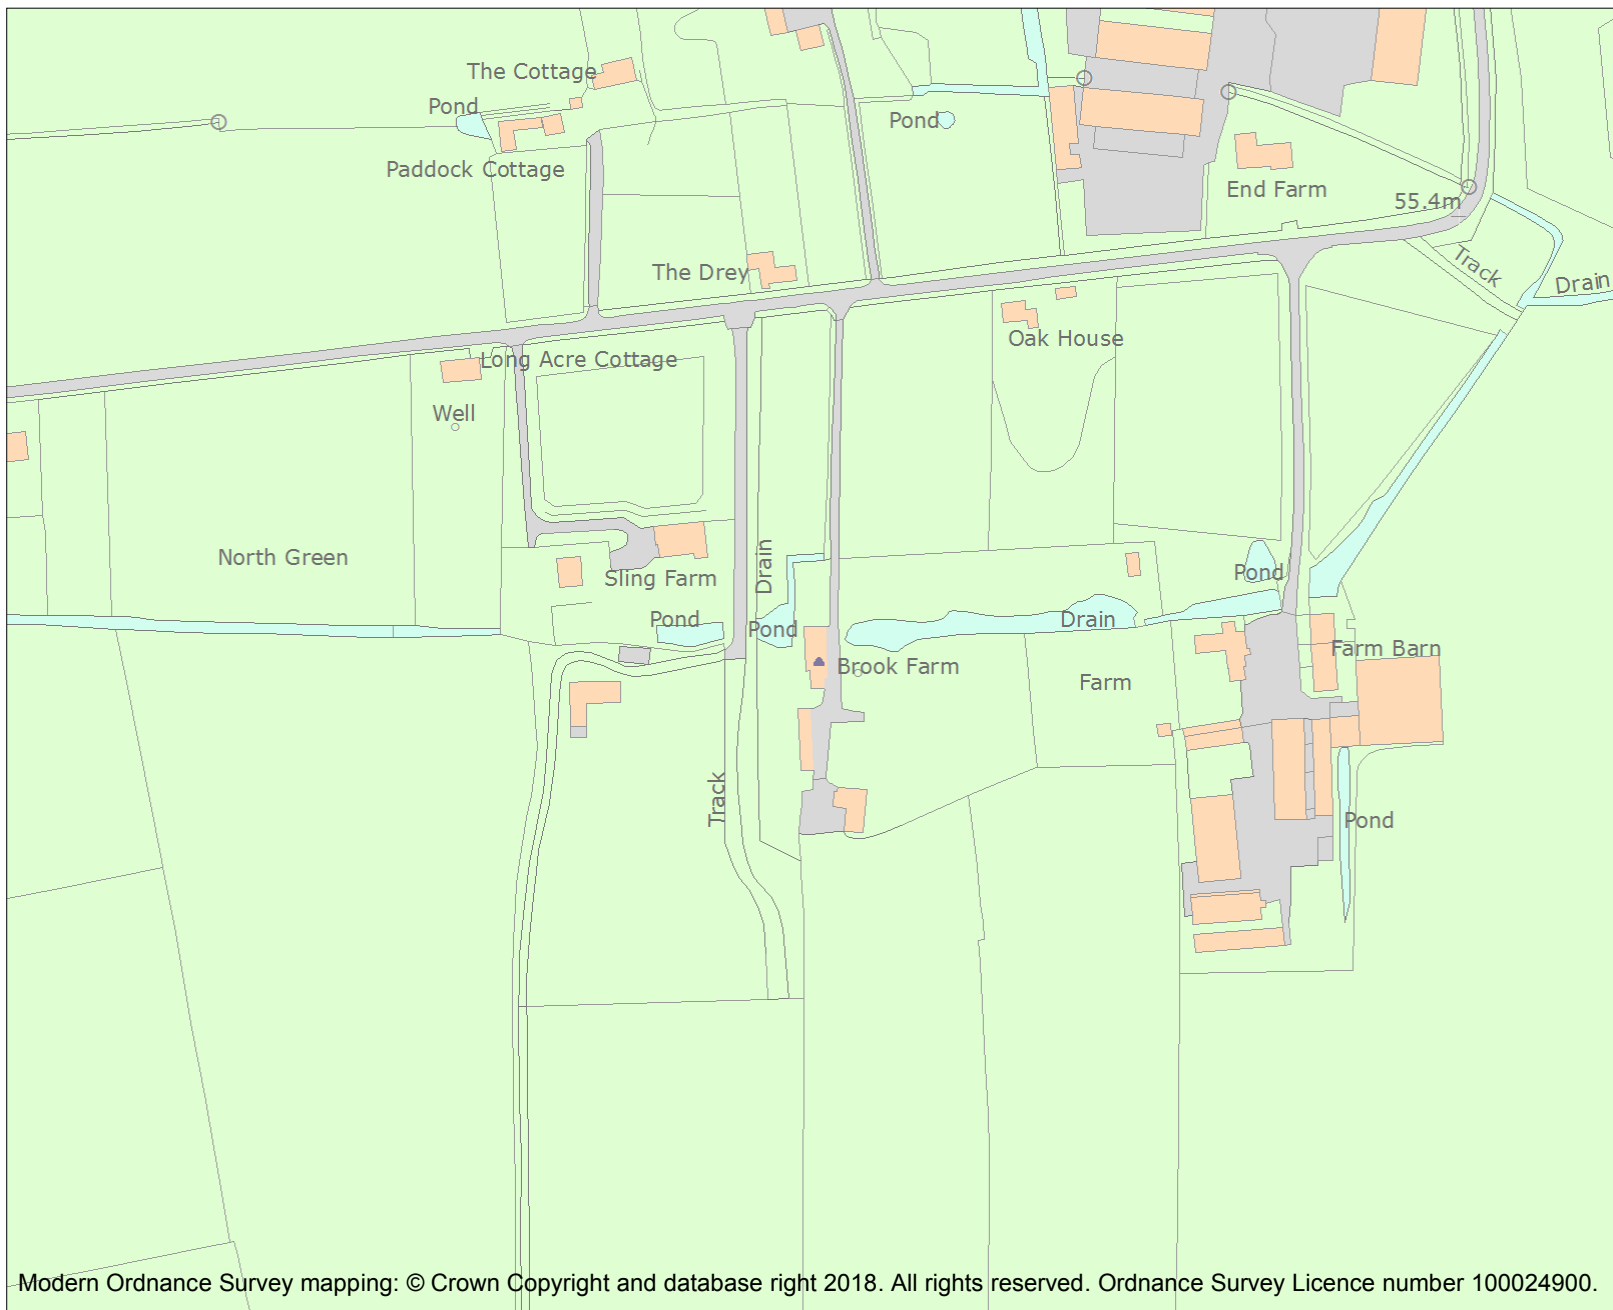 The Cottage
Pond
Pond
Paddock Cottage
End Farm
55.4m
Track
Drain
The Drey
Oak House
Long Acre Cottage
Well
North Green
Drain
Sling Farm
Pond
Pond
Pond
Drain
Brook Farm
Farm
Farm Barn
Track
Pond
Modern Ordnance Survey mapping: © Crown Copyright and database right 2018. All rights reserved. Ordnance Survey Licence number 100024900.